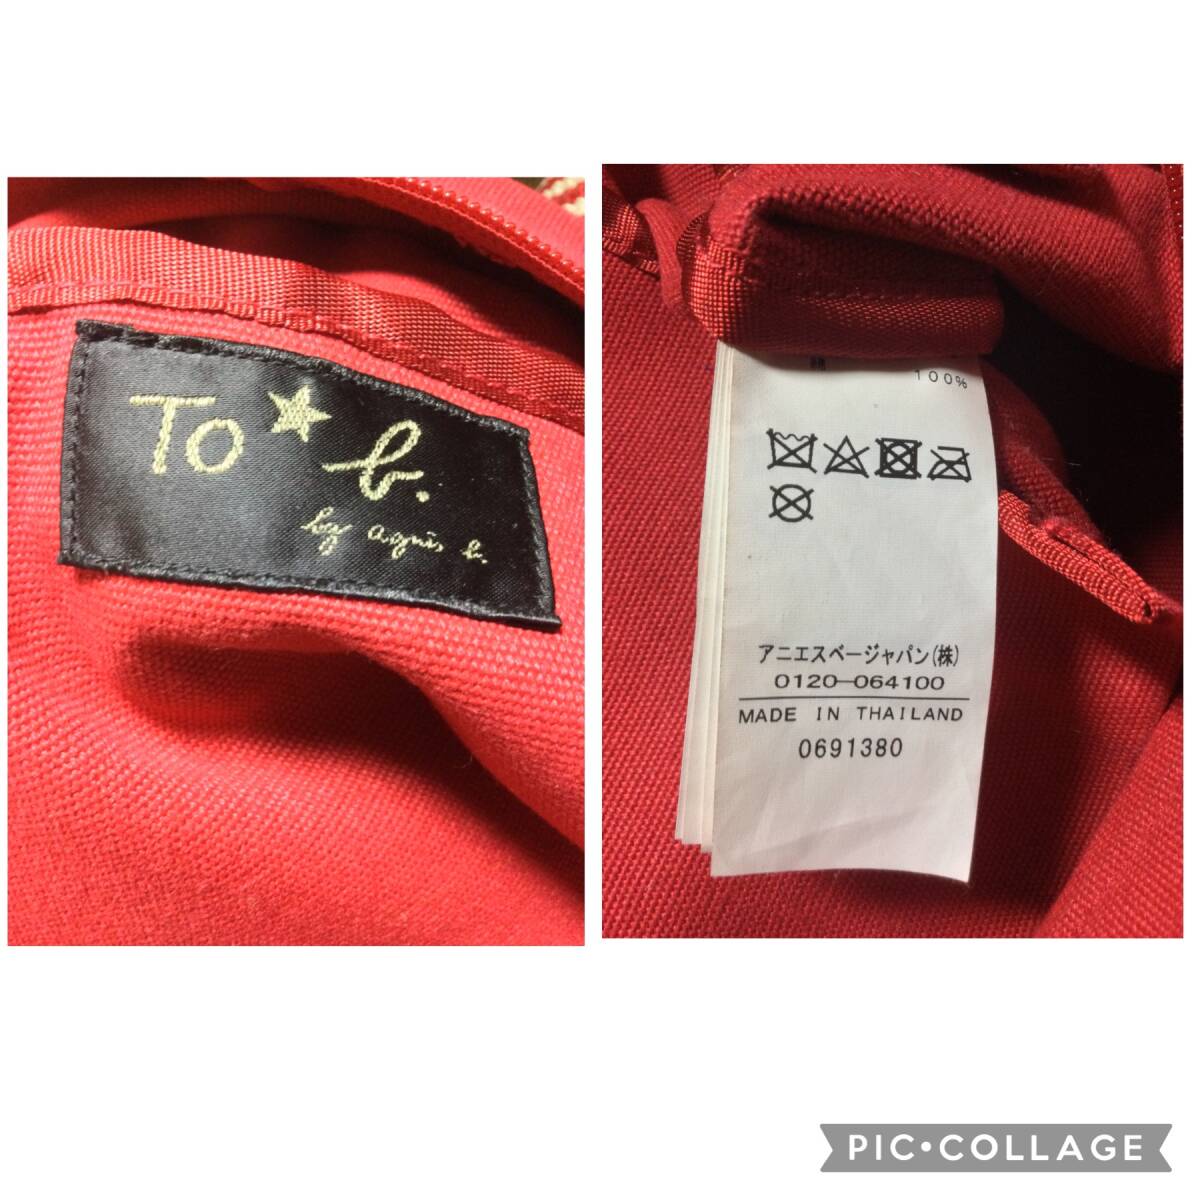 To★b.
by agnès b.
100%
アニエスベージャパン(株)
0120-064100
MADE IN THAILAND
0691380
PIC•COLLAGE